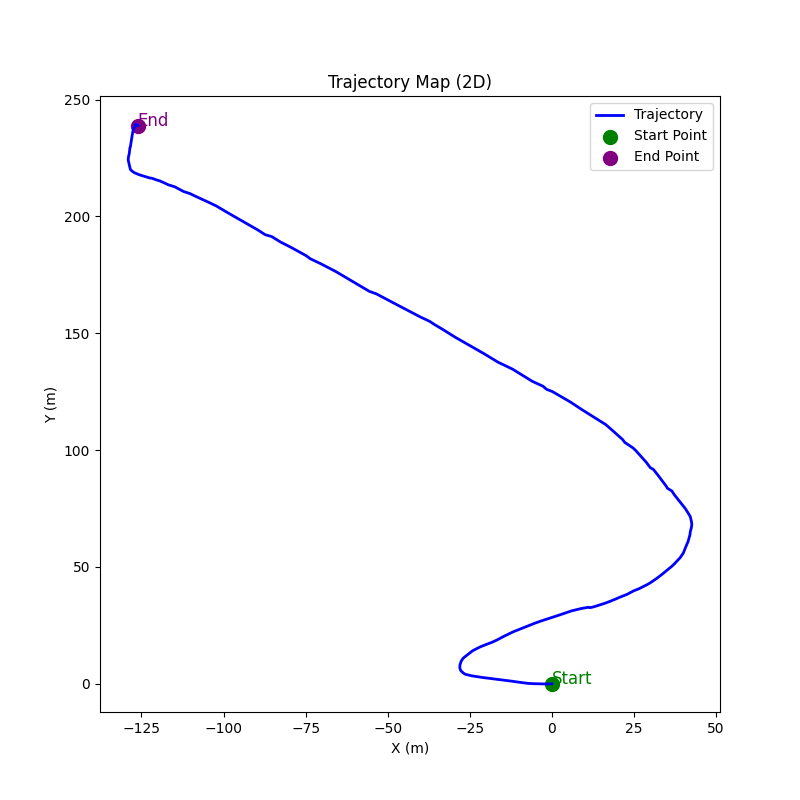 Trajectory Map (2D)
250
200
150
100
50
0
Y (m)
−125
−100
−75
−50
−25
0
25
50
X (m)
Trajectory
Start Point
End Point
End
Start